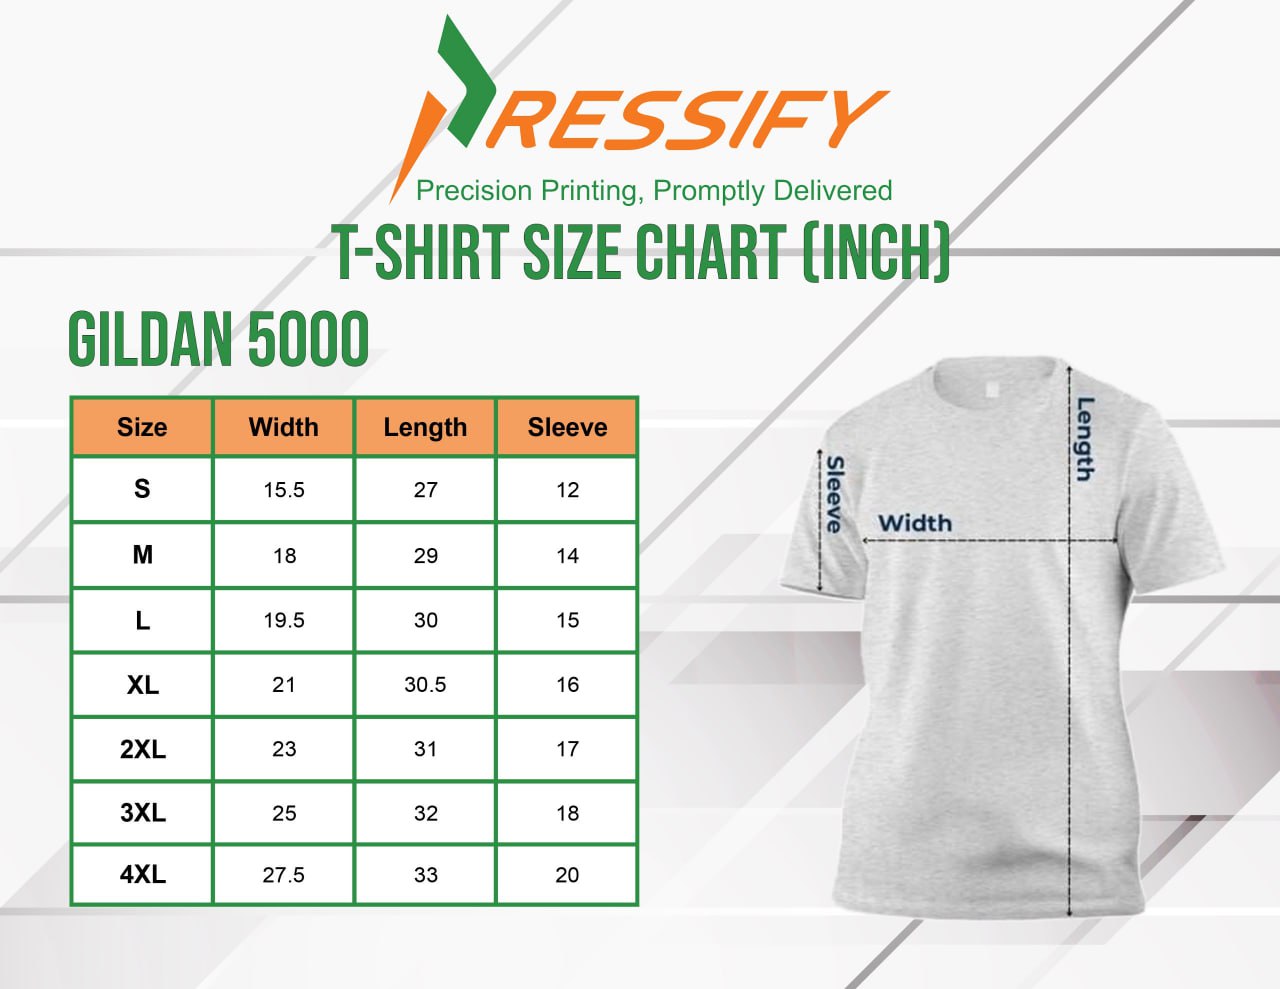 PRESSIFY
Precision Printing, Promptly Delivered
T-SHIRT SIZE CHART (INCH)
GILDAN 5000
Size Width Length Sleeve
S 15.5 27 12
M 18 29 14
L 19.5 30 15
XL 21 30.5 16
2XL 23 31 17
3XL 25 32 18
4XL 27.5 33 20
Sleeve
Width
Length